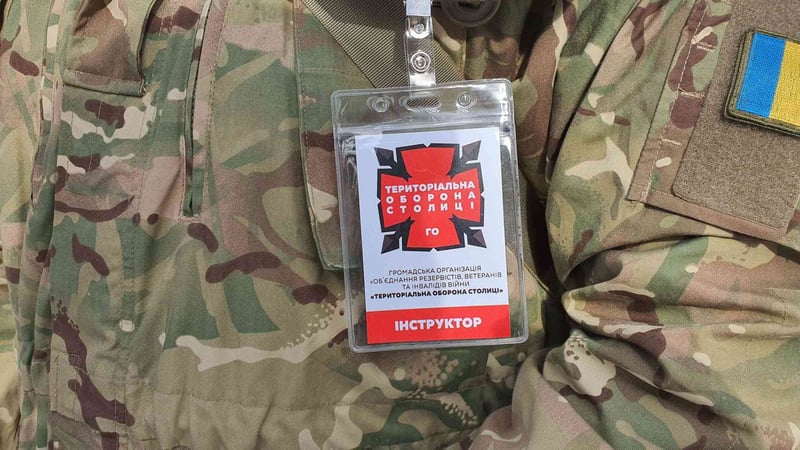 ТЕРИТОРІАЛЬНА
ОБОРОНА
СТОЛИЦІ
ГО
ГРОМАДСЬКА ОРГАНІЗАЦІЯ
«ОБ'ЄДНАННЯ РЕЗЕРВІСТІВ, ВЕТЕРАНІВ
ТА ІНВАЛІДІВ ВІЙНИ
«ТЕРИТОРІАЛЬНА ОБОРОНА СТОЛИЦІ»
ІНСТРУКТОР